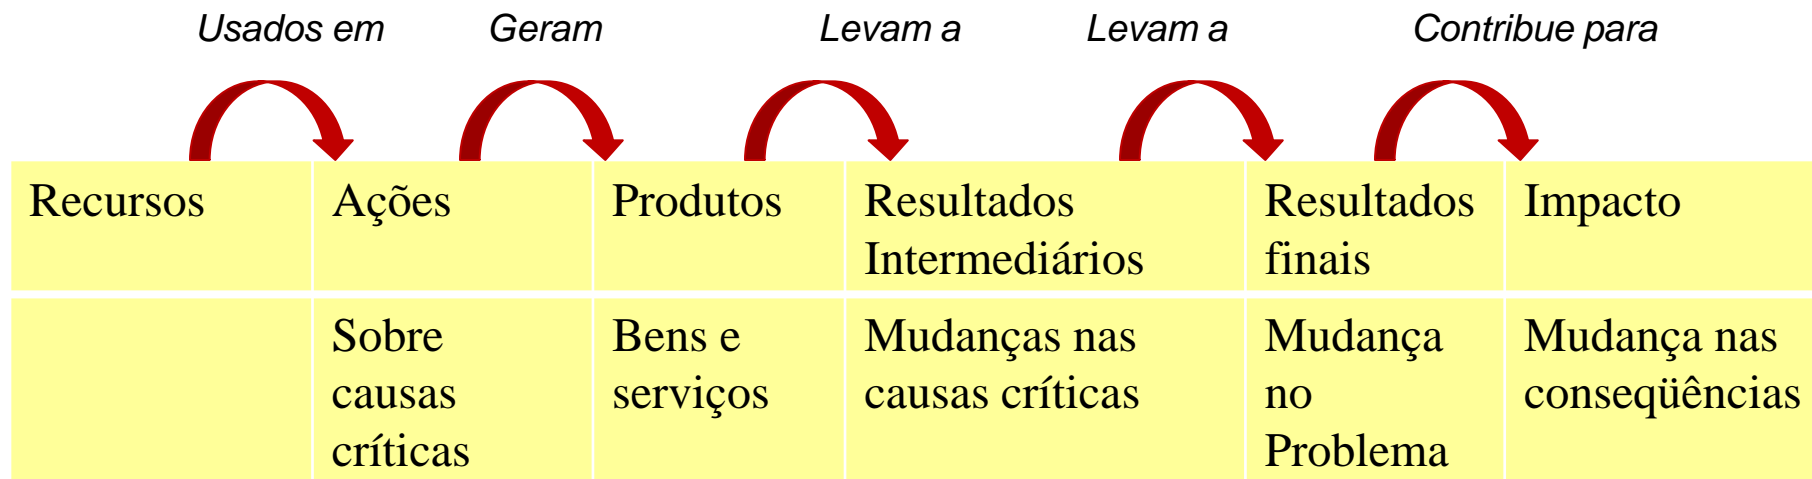 Usados em Geram Levam a Levam a Contribue para
Recursos Ações Produtos Resultados Intermediários Resultados finais Impacto
Sobre causas críticas Bens e serviços Mudanças nas causas críticas Mudança no Problema Mudança nas conseqüências